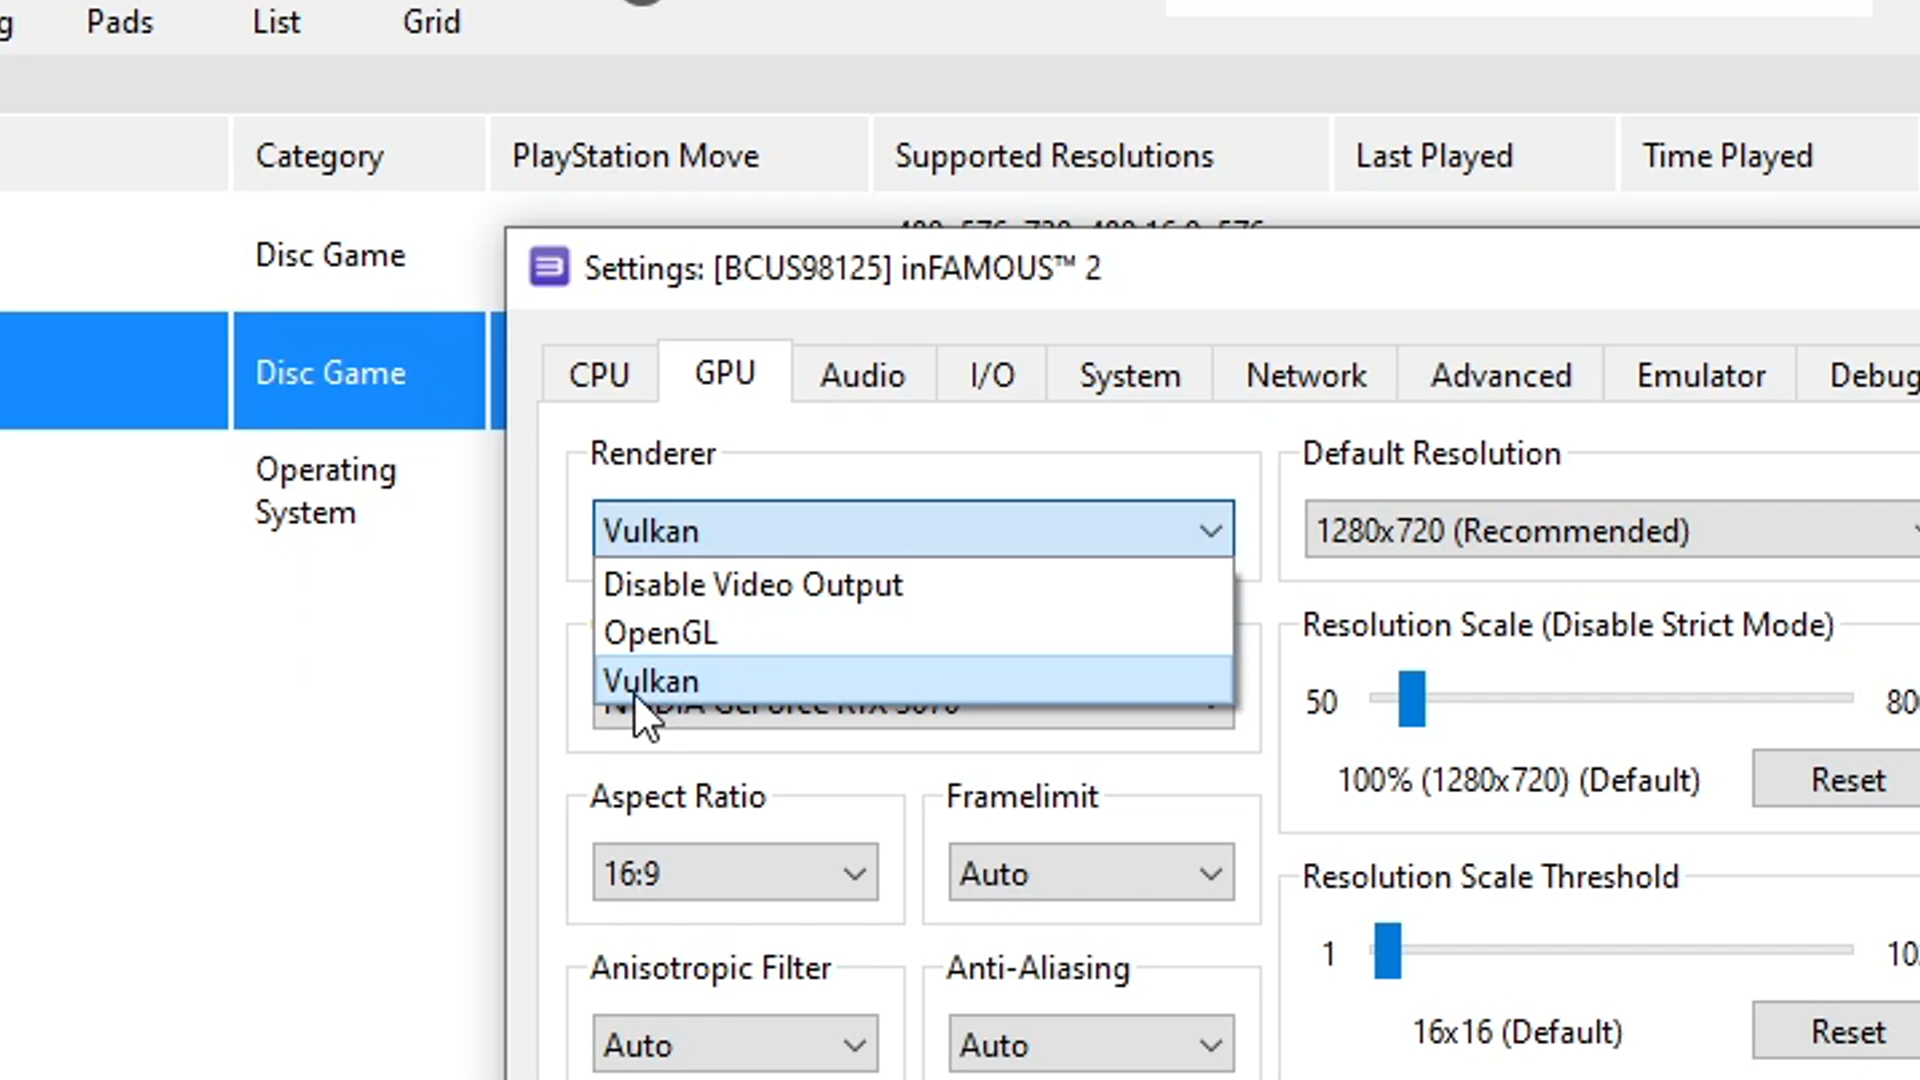 Pads List Grid
Category PlayStation Move Supported Resolutions Last Played Time Played
Disc Game
Settings: [BCUS98125] inFAMOUS™ 2
Disc Game
CPU GPU Audio I/O System Network Advanced Emulator Debug
Operating
System
Renderer
Vulkan
Disable Video Output
OpenGL
Vulkan
Default Resolution
1280x720 (Recommended)
Resolution Scale (Disable Strict Mode)
50
100% (1280x720) (Default) Reset
Aspect Ratio
16:9
Framelimit
Auto
Resolution Scale Threshold
1
16x16 (Default) Reset
Anisotropic Filter
Auto
Anti-Aliasing
Auto